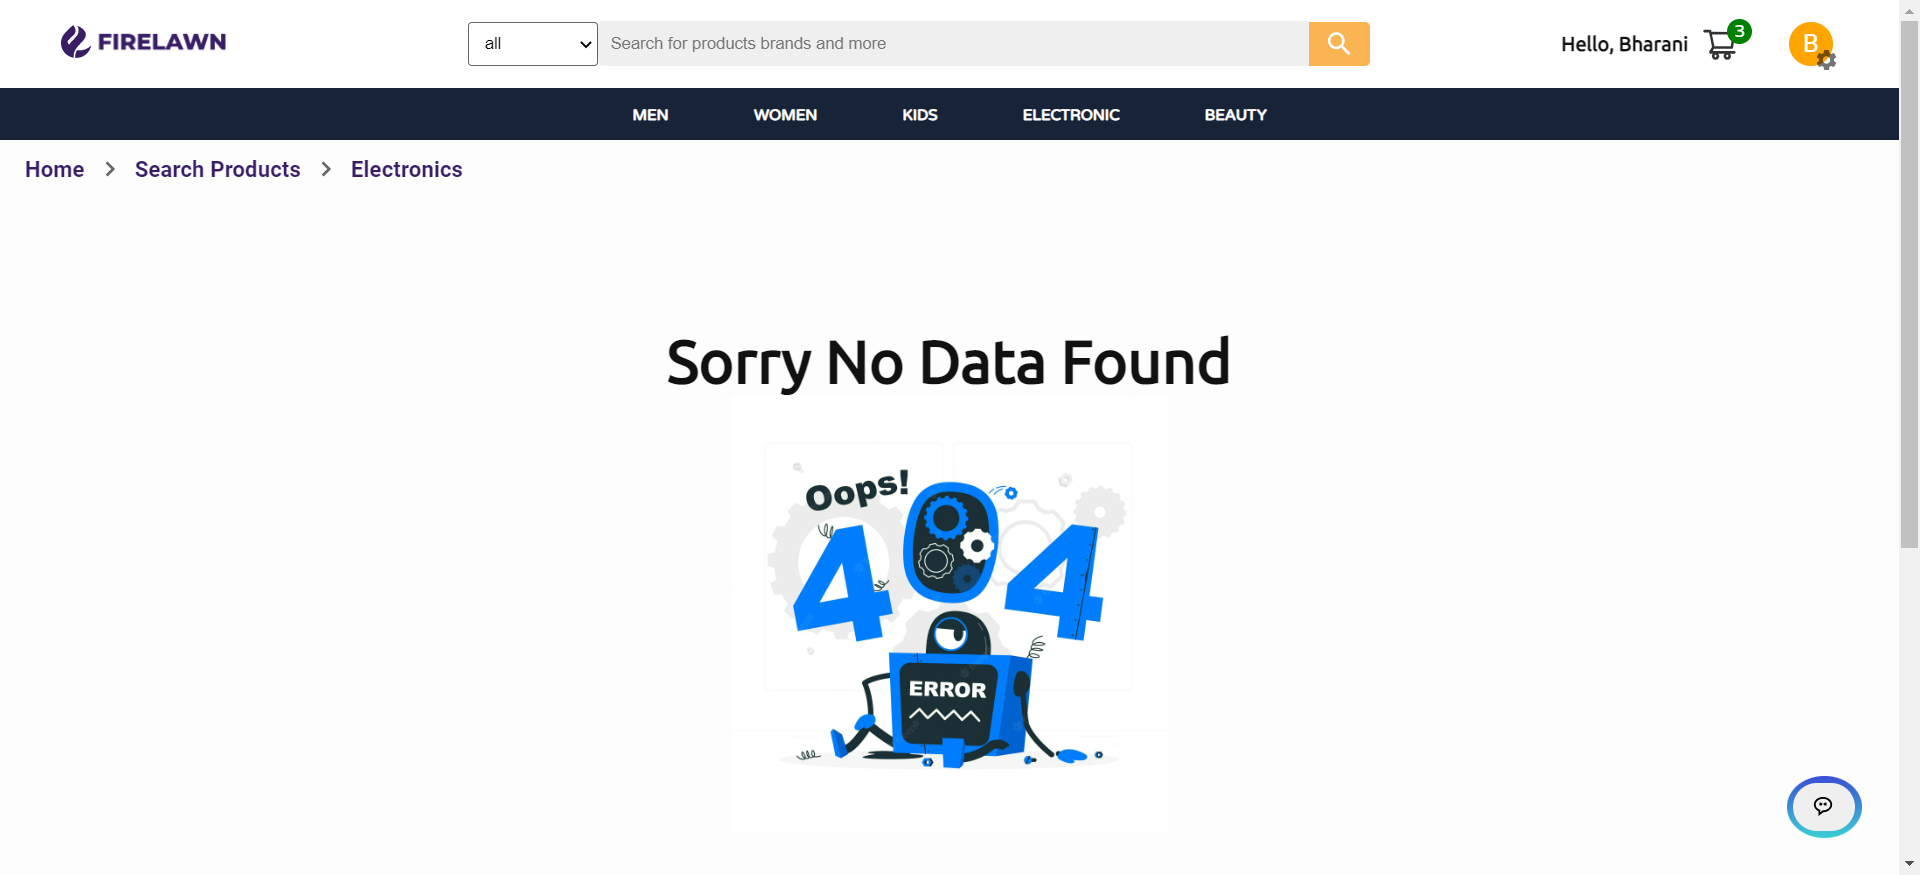 FIRELAWN
all
Search for products brands and more
Hello, Bharani
3
B
MEN
WOMEN
KIDS
ELECTRONIC
BEAUTY
Home
Search Products
Electronics
Sorry No Data Found
Oops!
404
ERROR